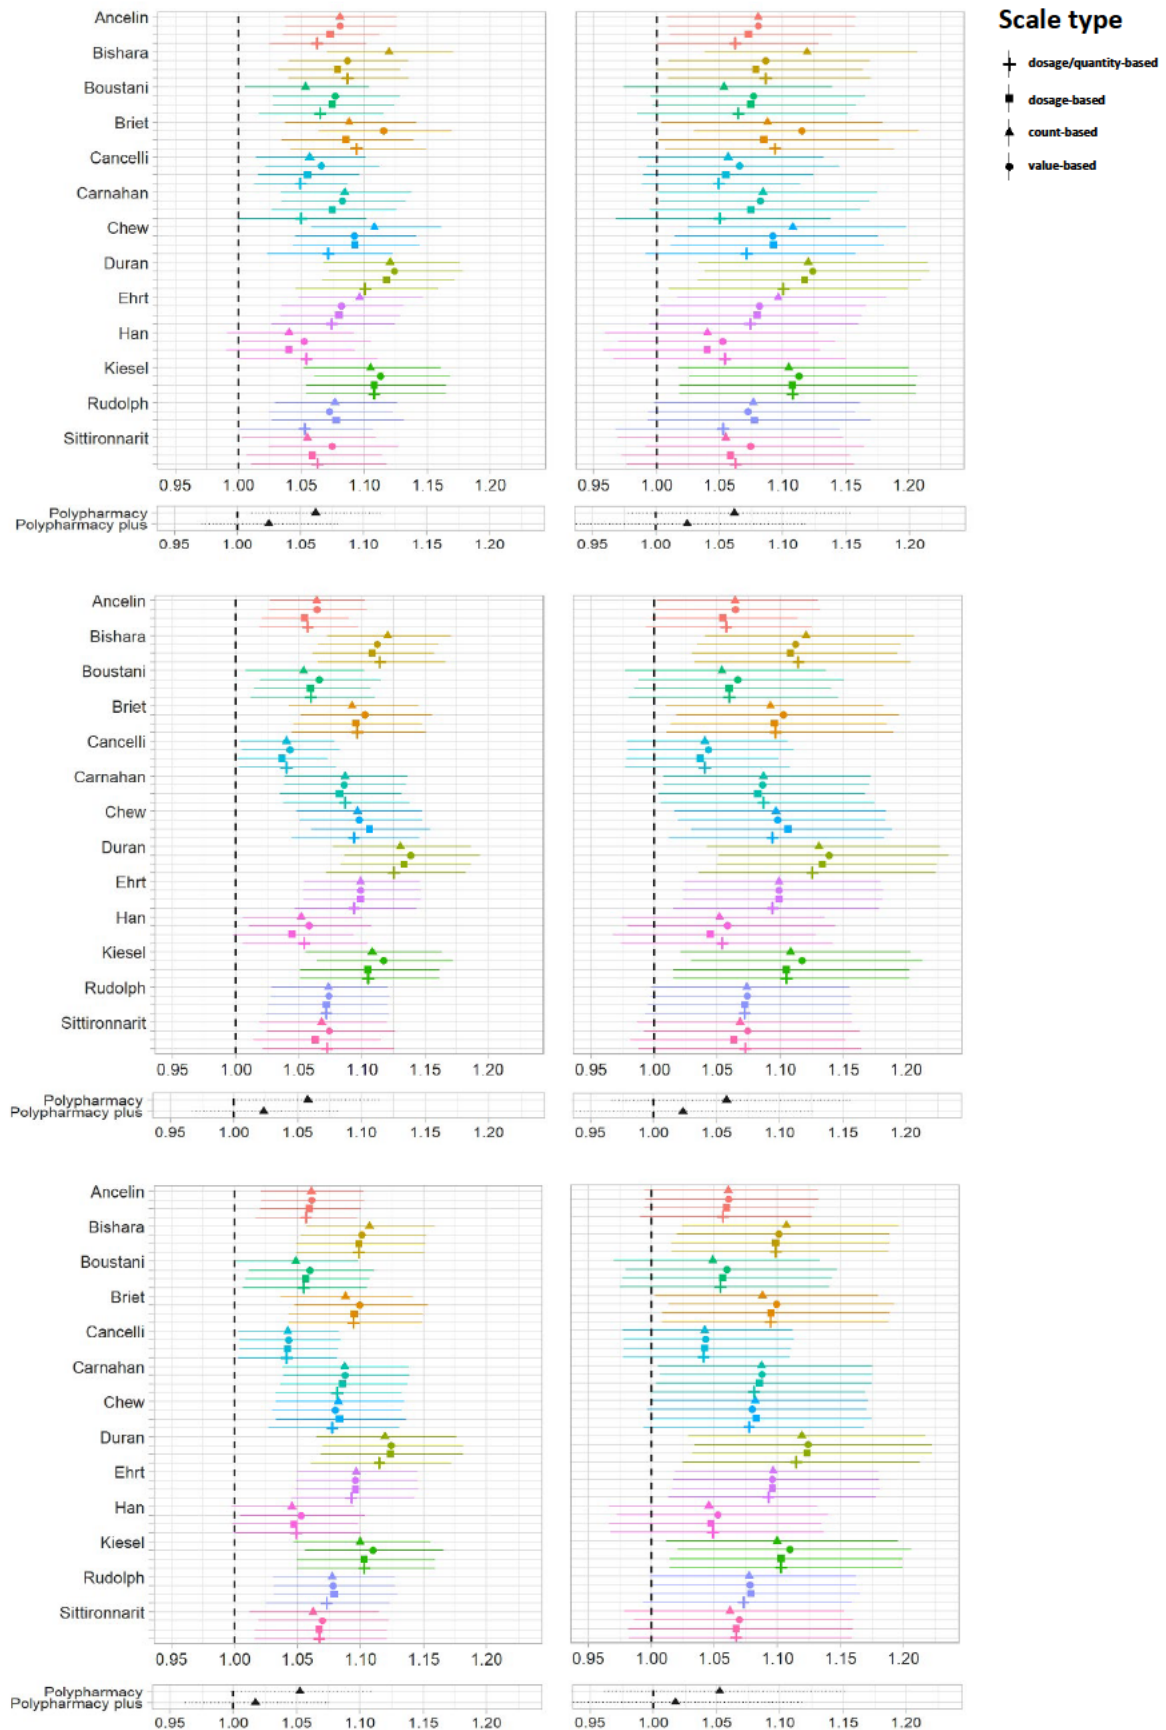 Scale type
dosage/quantity-based
dosage-based
count-based
value-based
Ancelin
Bishara
Boustani
Briet
Cancelli
Carnahan
Chew
Duran
Ehrt
Han
Kiesel
Rudolph
Sittironnarit
0.95 1.00 1.05 1.10 1.15 1.20 0.95 1.00 1.05 1.10 1.15 1.20
Polypharmacy
Polypharmacy plus
0.95 1.00 1.05 1.10 1.15 1.20 0.95 1.00 1.05 1.10 1.15 1.20
Ancelin
Bishara
Boustani
Briet
Cancelli
Carnahan
Chew
Duran
Ehrt
Han
Kiesel
Rudolph
Sittironnarit
0.95 1.00 1.05 1.10 1.15 1.20 0.95 1.00 1.05 1.10 1.15 1.20
Polypharmacy
Polypharmacy plus
0.95 1.00 1.05 1.10 1.15 1.20 0.95 1.00 1.05 1.10 1.15 1.20
Ancelin
Bishara
Boustani
Briet
Cancelli
Carnahan
Chew
Duran
Ehrt
Han
Kiesel
Rudolph
Sittironnarit
0.95 1.00 1.05 1.10 1.15 1.20 0.95 1.00 1.05 1.10 1.15 1.20
Polypharmacy
Polypharmacy plus
0.95 1.00 1.05 1.10 1.15 1.20 0.95 1.00 1.05 1.10 1.15 1.20